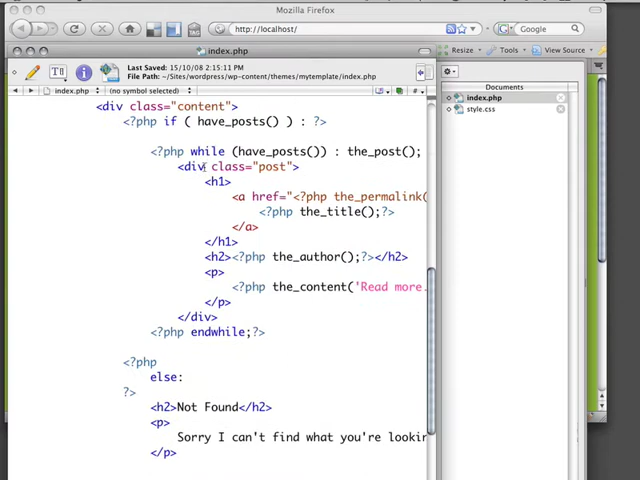 Mozilla Firefox
http://localhost/
Google
index.php
Resize
Tools
View Source
Last Saved: 15/10/08 2:15:11 PM
File Path: ~/Sites/wordpress/wp-content/themes/mytemplate/index.php
index.php
(no symbol selected)
#
Documents
index.php
style.css
<div class="content">
<?php if ( have_posts() ) : ?>
<?php while (have_posts()) : the_post();
<div class="post">
<h1>
<a href="<?php the_permalink(
<?php the_title();?>
</a>
</h1>
<h2><?php the_author();?></h2>
<p>
<?php the_content('Read more.
</p>
</div>
<?php endwhile;?>
<?php
else:
?>
<h2>Not Found</h2>
<p>
Sorry I can't find what you're lookin
</p>